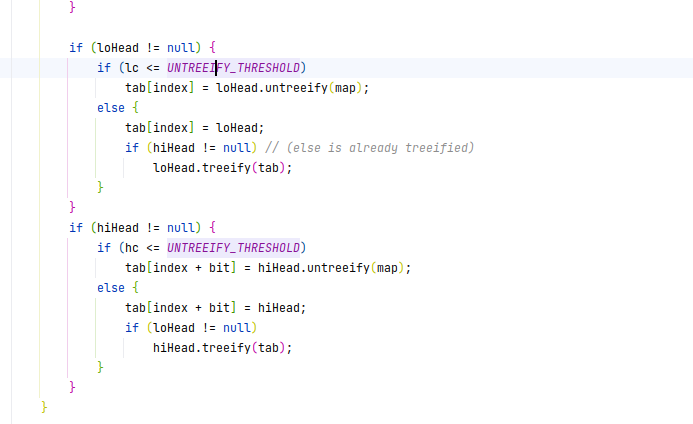 }
if (loHead != null) {
if (lc <= UNTREEIFY_THRESHOLD)
tab[index] = loHead.untreeify(map);
else {
tab[index] = loHead;
if (hiHead != null) // (else is already treeified)
loHead.treeify(tab);
}
}
if (hiHead != null) {
if (hc <= UNTREEIFY_THRESHOLD)
tab[index + bit] = hiHead.untreeify(map);
else {
tab[index + bit] = hiHead;
if (loHead != null)
hiHead.treeify(tab);
}
}
}